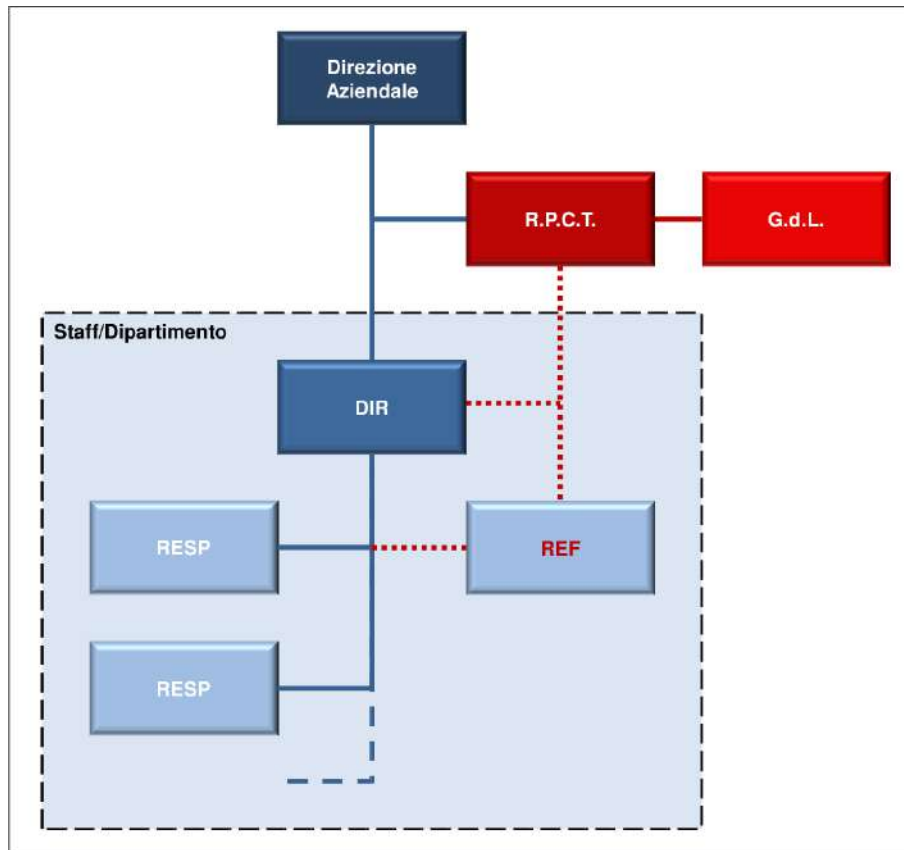 Direzione
Aziendale
R.P.C.T.
G.d.L.
Staff/Dipartimento
DIR
RESP
REF
RESP